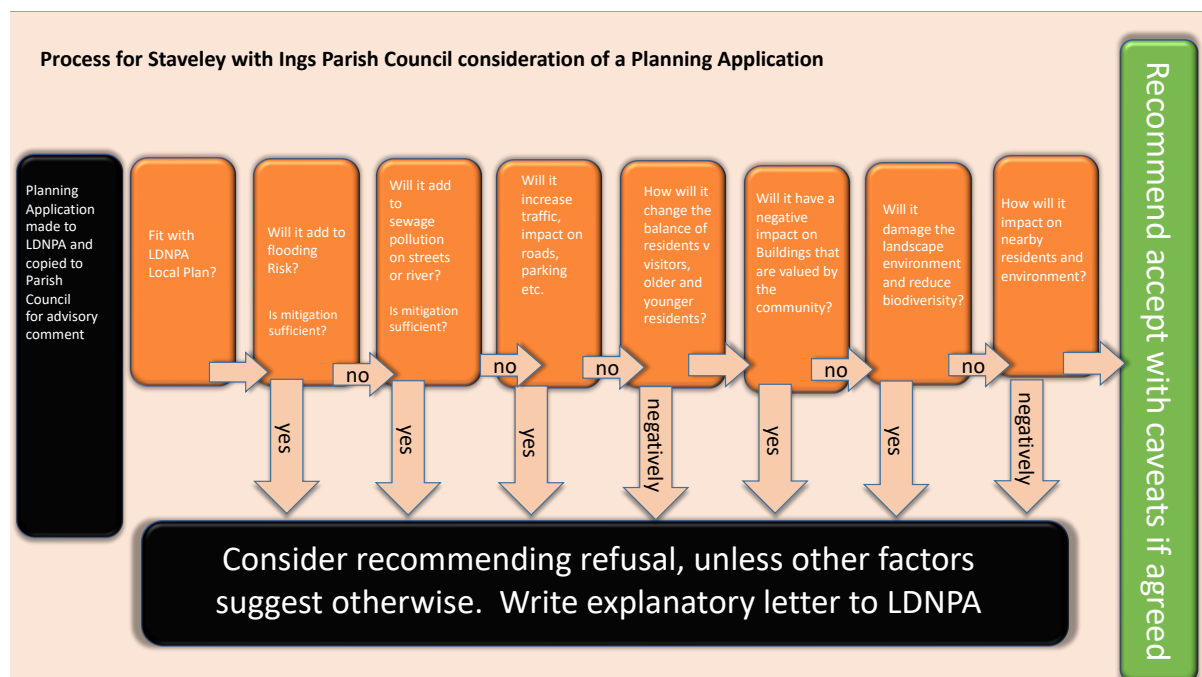 Process for Staveley with Ings Parish Council consideration of a Planning Application
Planning
Application
made to
LDNPA and
copied to
Parish
Council
for advisory
comment
Fit with
LDNPA
Local Plan?
Will it add to
flooding
Risk?
Is mitigation
sufficient?
Will it add
to
sewage
pollution
on streets
or river?
Is mitigation
sufficient?
Will it
increase
traffic,
impact on
roads,
parking
etc.
How will it
change the
balance of
residents v
visitors,
older and
younger
residents?
Will it have a
negative
impact on
Buildings that
are valued by
the
community?
Will it
damage the
landscape
environment
and reduce
biodiverisity?
How will it
impact on
nearby
residents and
environment?
no
no
no
no
no
yes
yes
yes
negatively
yes
yes
negatively
Consider recommending refusal, unless other factors
suggest otherwise.  Write explanatory letter to LDNPA
Recommend accept with caveats if agreed